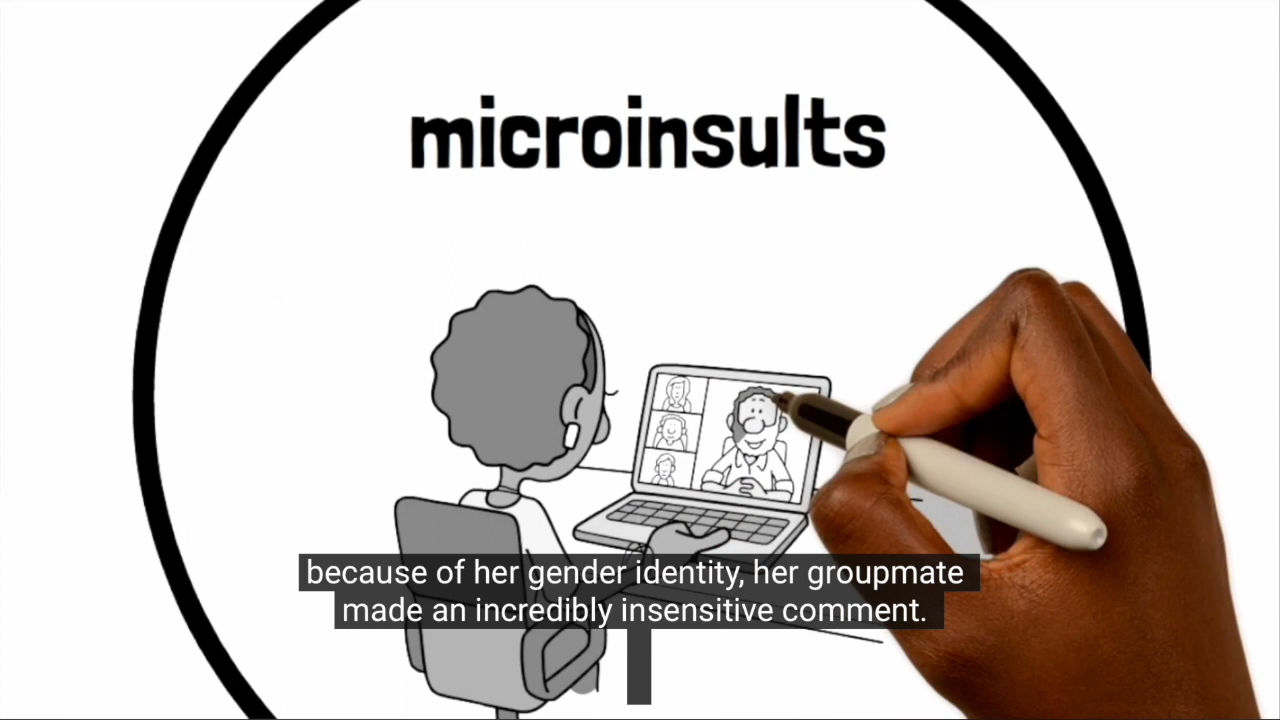 microinsults
because of her gender identity, her groupmate
made an incredibly insensitive comment.